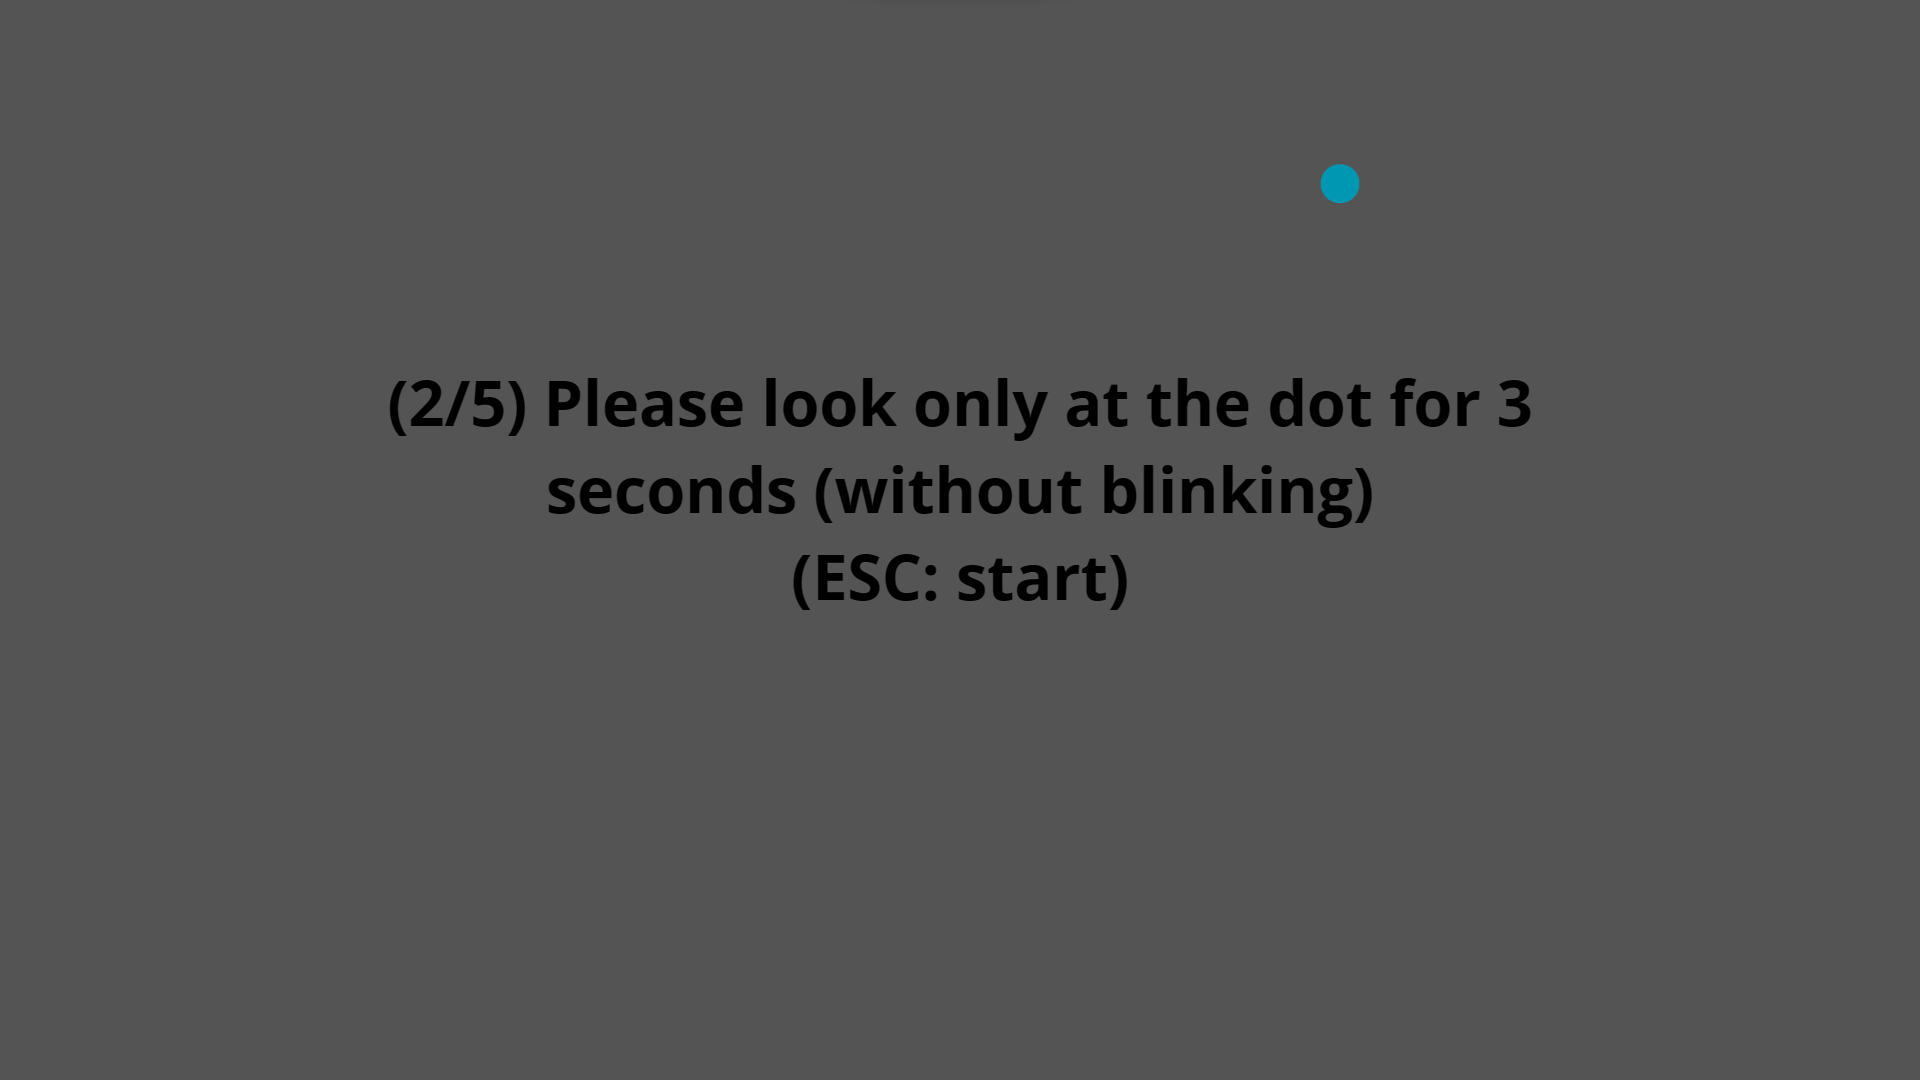 (2/5) Please look only at the dot for 3
seconds (without blinking)
(ESC: start)